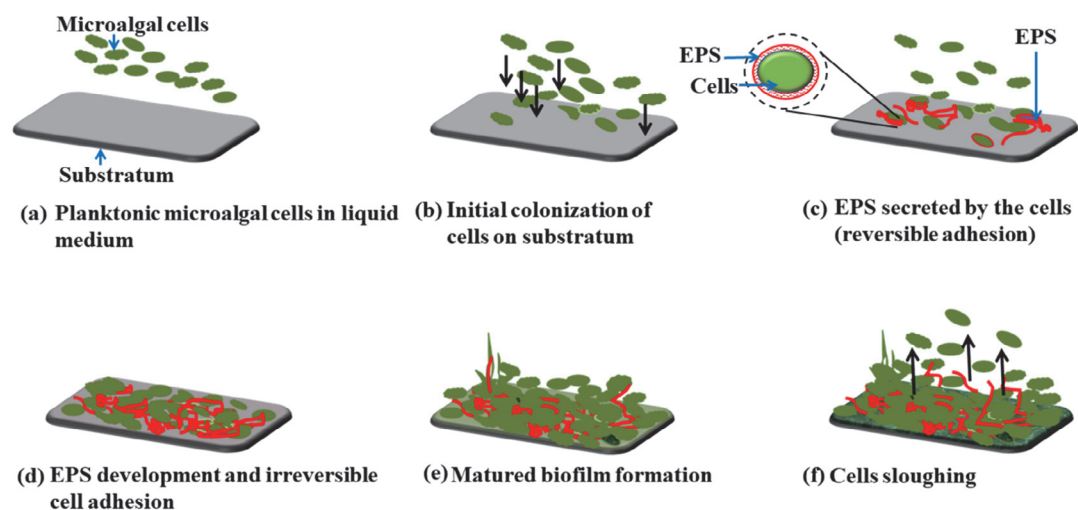 Microalgal cells
Substratum
(a) Planktonic microalgal cells in liquid
medium
(b) Initial colonization of
cells on substratum
EPS
Cells
EPS
(c) EPS secreted by the cells
(reversible adhesion)
(d) EPS development and irreversible
cell adhesion
(e) Matured biofilm formation
(f) Cells sloughing